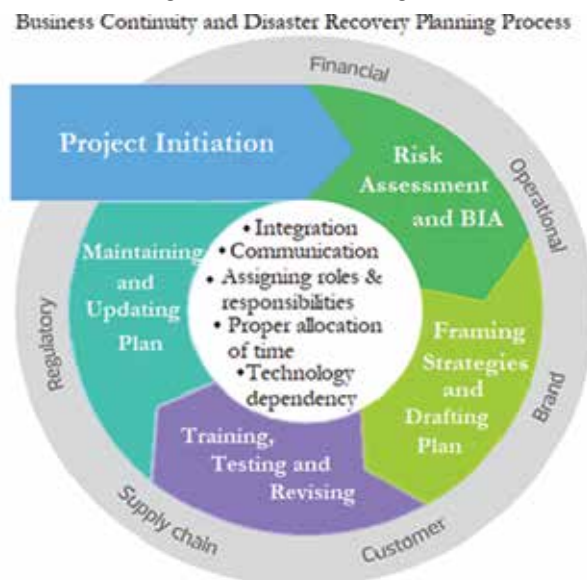 Business Continuity and Disaster Recovery Planning Process
Financial
Project Initiation
Risk
Assessment
and BIA
Operational
• Integration
• Communication
• Assigning roles &
responsibilities
• Proper allocation
of time
• Technology
dependency
Maintaining
and
Updating
Plan
Regulatory
Framing
Strategies
and
Drafting
Plan
Brand
Training,
Testing and
Revising
Supply chain
Customer